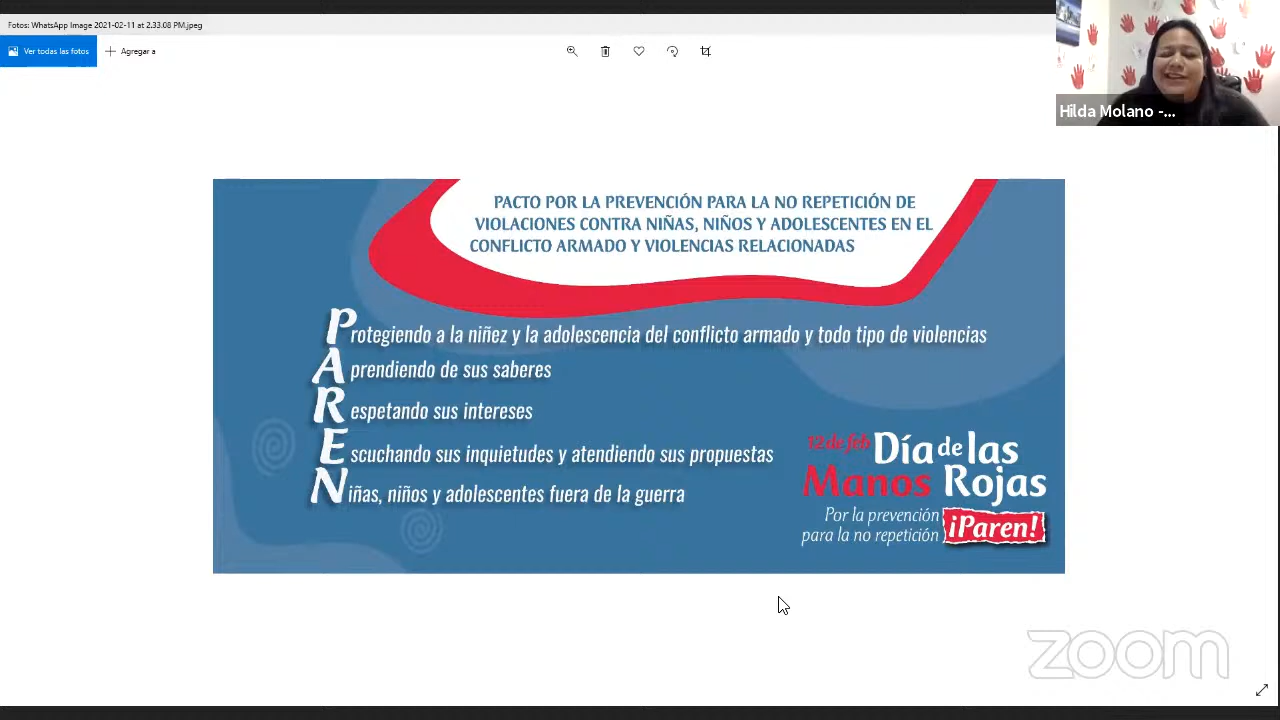 Fotos: WhatsApp Image 2021-02-11 at 2.33.08 PM.jpeg
Ver todas las fotos
Agregar a
Hilda Molano -...
PACTO POR LA PREVENCIÓN PARA LA NO REPETICIÓN DE
VIOLACIONES CONTRA NIÑAS, NIÑOS Y ADOLESCENTES EN EL
CONFLICTO ARMADO Y VIOLENCIAS RELACIONADAS
Protegiendo a la niñez y la adolescencia del conflicto armado y todo tipo de violencias
Aprendiendo de sus saberes
Respetando sus intereses
Escuchando sus inquietudes y atendiendo sus propuestas
Niñas, niños y adolescentes fuera de la guerra
12 de feb Día de las
Manos Rojas
Por la prevención
para la no repetición ¡Paren!
zoom